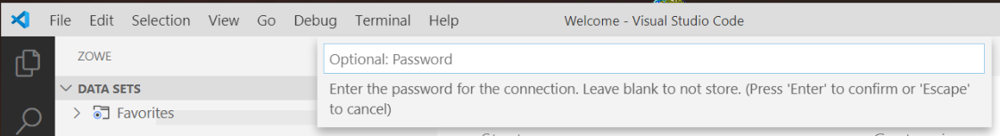 File Edit Selection View Go Debug Terminal Help Welcome - Visual Studio Code
ZOWE
Optional: Password
DATA SETS
Enter the password for the connection. Leave blank to not store. (Press 'Enter' to confirm or 'Escape'
to cancel)
Favorites